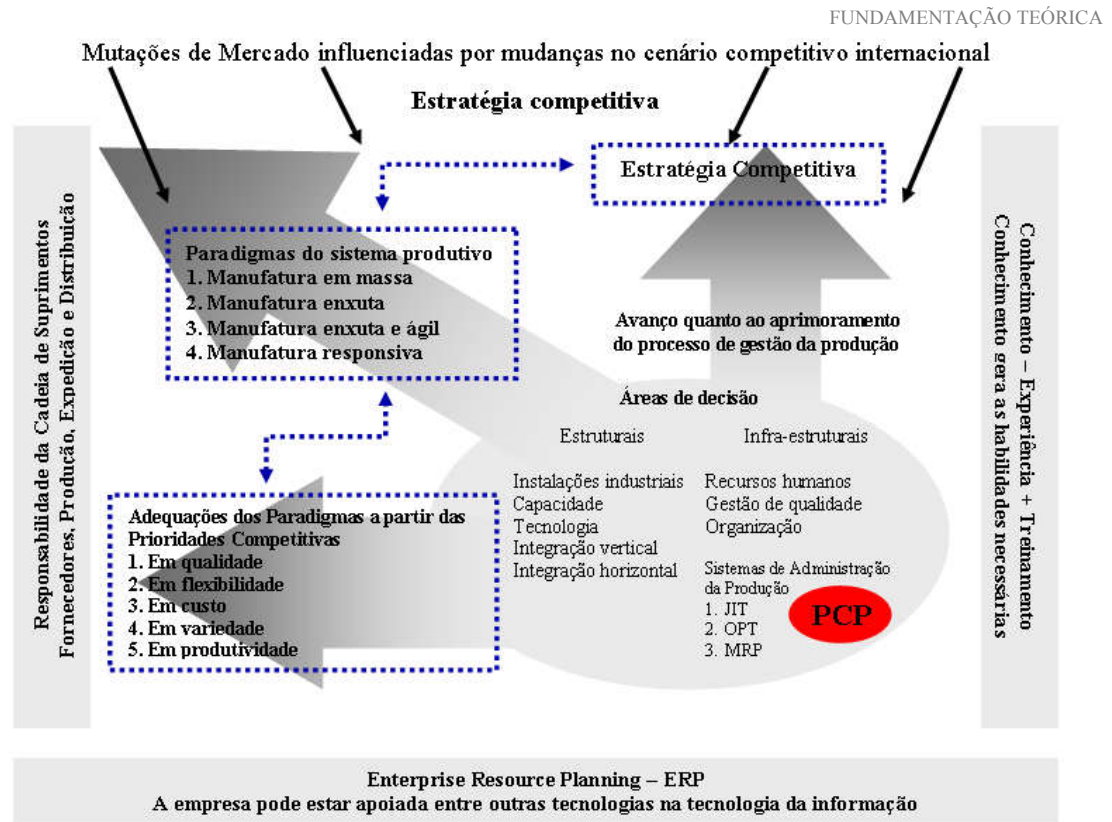 FUNDAMENTAÇÃO TEÓRICA
Mutações de Mercado influenciadas por mudanças no cenário competitivo internacional
Estratégia competitiva
Responsabilidade da Cadeia de Suprimentos
Fornecedores, Produção, Expedição e Distribuição
Estratégia Competitiva
Paradigmas do sistema produtivo
1. Manufatura em massa
2. Manufatura enxuta
3. Manufatura enxuta e ágil
4. Manufatura responsiva
Avanço quanto ao aprimoramento
do processo de gestão da produção
Áreas de decisão
Estruturais
Instalações industriais
Capacidade
Tecnologia
Integração vertical
Integração horizontal
Infra-estruturais
Recursos humanos
Gestão de qualidade
Organização
Sistemas de Administração
da Produção
1. JIT
2. OPT
3. MRP
PCP
Adequações dos Paradigmas a partir das
Prioridades Competitivas
1. Em qualidade
2. Em flexibilidade
3. Em custo
4. Em variedade
5. Em produtividade
Conhecimento – Experiência + Treinamento
Conhecimento gera as habilidades necessárias
Enterprise Resource Planning – ERP
A empresa pode estar apoiada entre outras tecnologias na tecnologia da informação